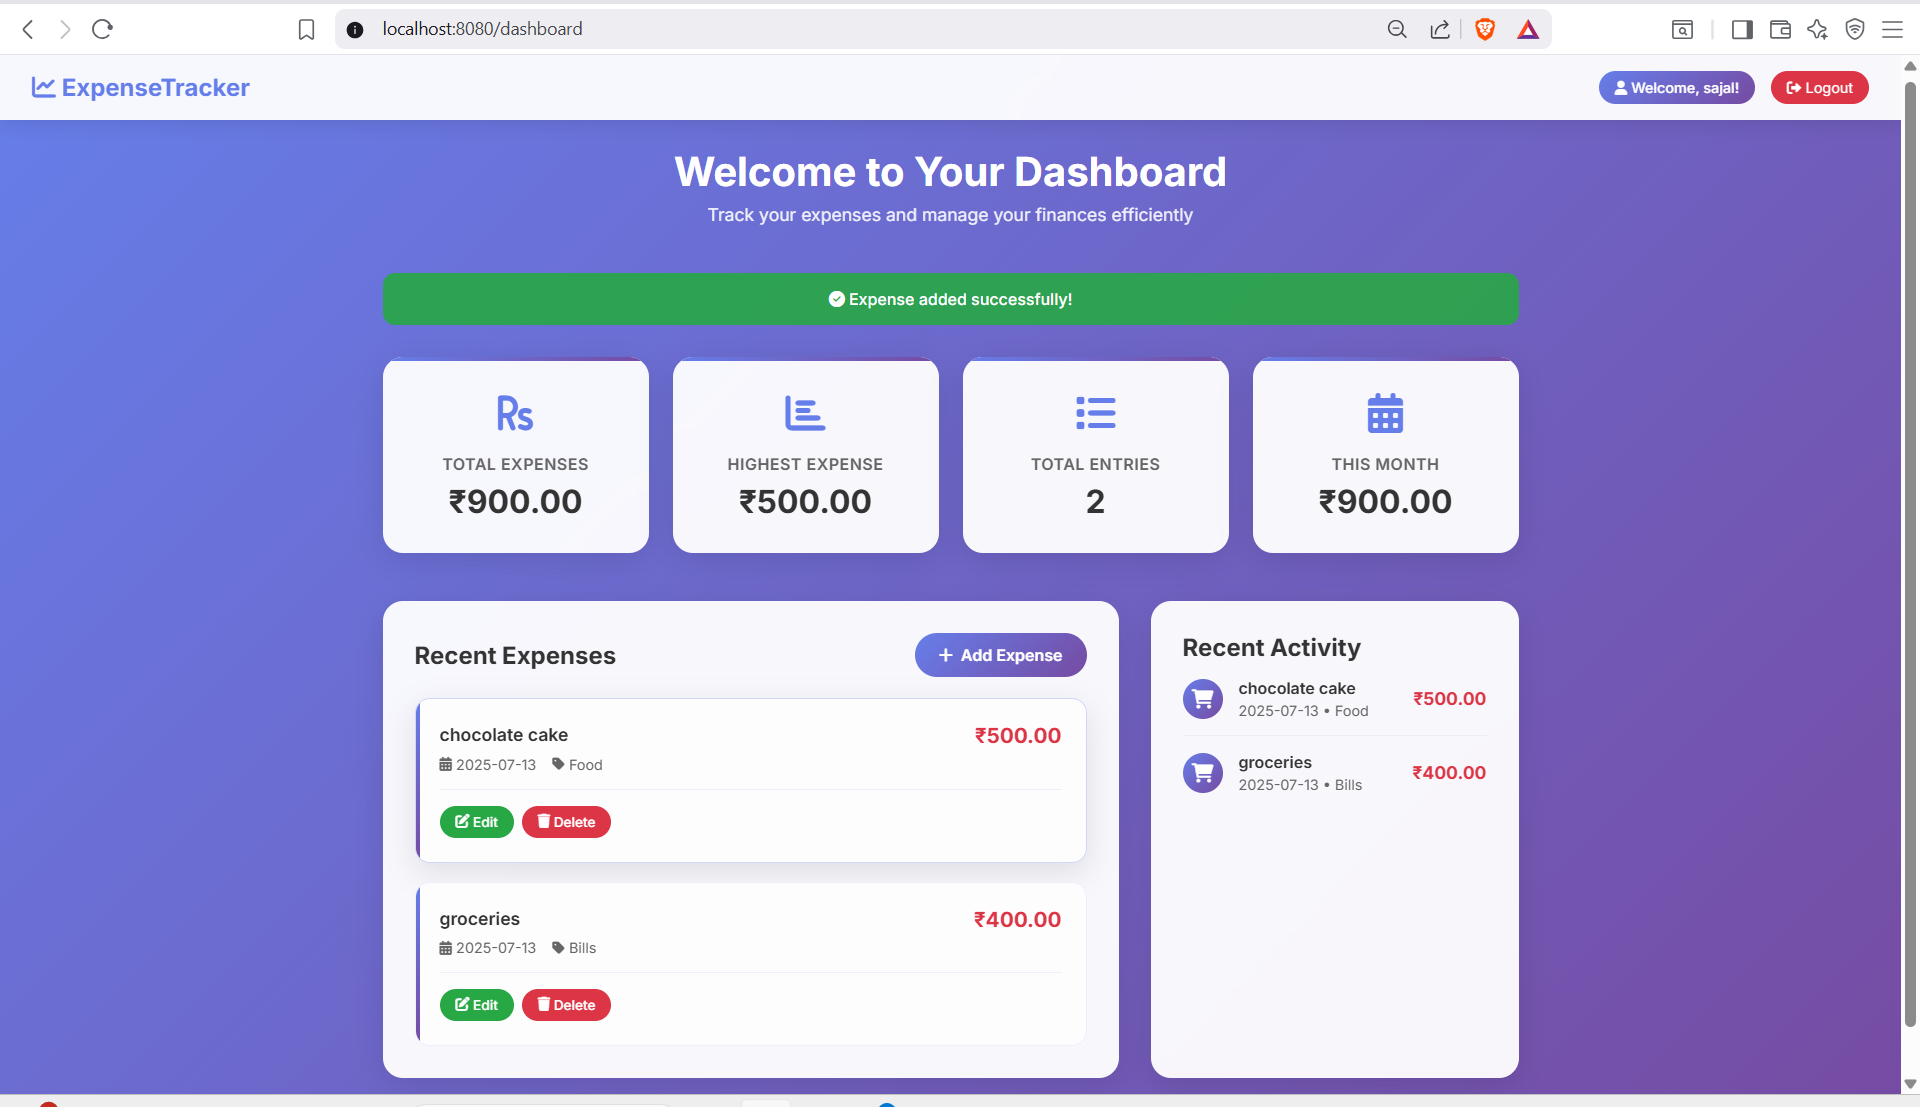 localhost:8080/dashboard
ExpenseTracker
Welcome, sajal!
Logout
Welcome to Your Dashboard
Track your expenses and manage your finances efficiently
Expense added successfully!
Rs
TOTAL EXPENSES
₹900.00
HIGHEST EXPENSE
₹500.00
TOTAL ENTRIES
2
THIS MONTH
₹900.00
Recent Expenses
+ Add Expense
chocolate cake
₹500.00
2025-07-13 Food
Edit Delete
groceries
₹400.00
2025-07-13 Bills
Edit Delete
Recent Activity
chocolate cake
2025-07-13 • Food
₹500.00
groceries
2025-07-13 • Bills
₹400.00